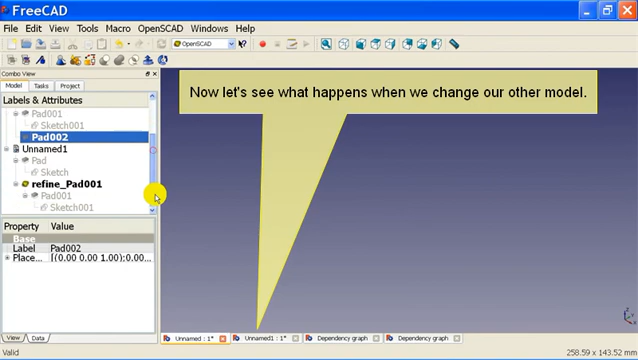 FreeCAD
File Edit View Tools Macro OpenSCAD Windows Help
OpenSCAD
Combo View
Model Tasks Project
Labels & Attributes
Pad001
Sketch001
Pad002
Unnamed1
Pad
Sketch
refine_Pad001
Pad001
Sketch001
Property Value
Base
Label Pad002
Place... [(0.00 0.00 1.00);0.00...
View Data
Now let's see what happens when we change our other model.
Unnamed : 1* Unnamed1 : 1* Dependency graph Dependency graph
Valid 258.59 x 143.52 mm